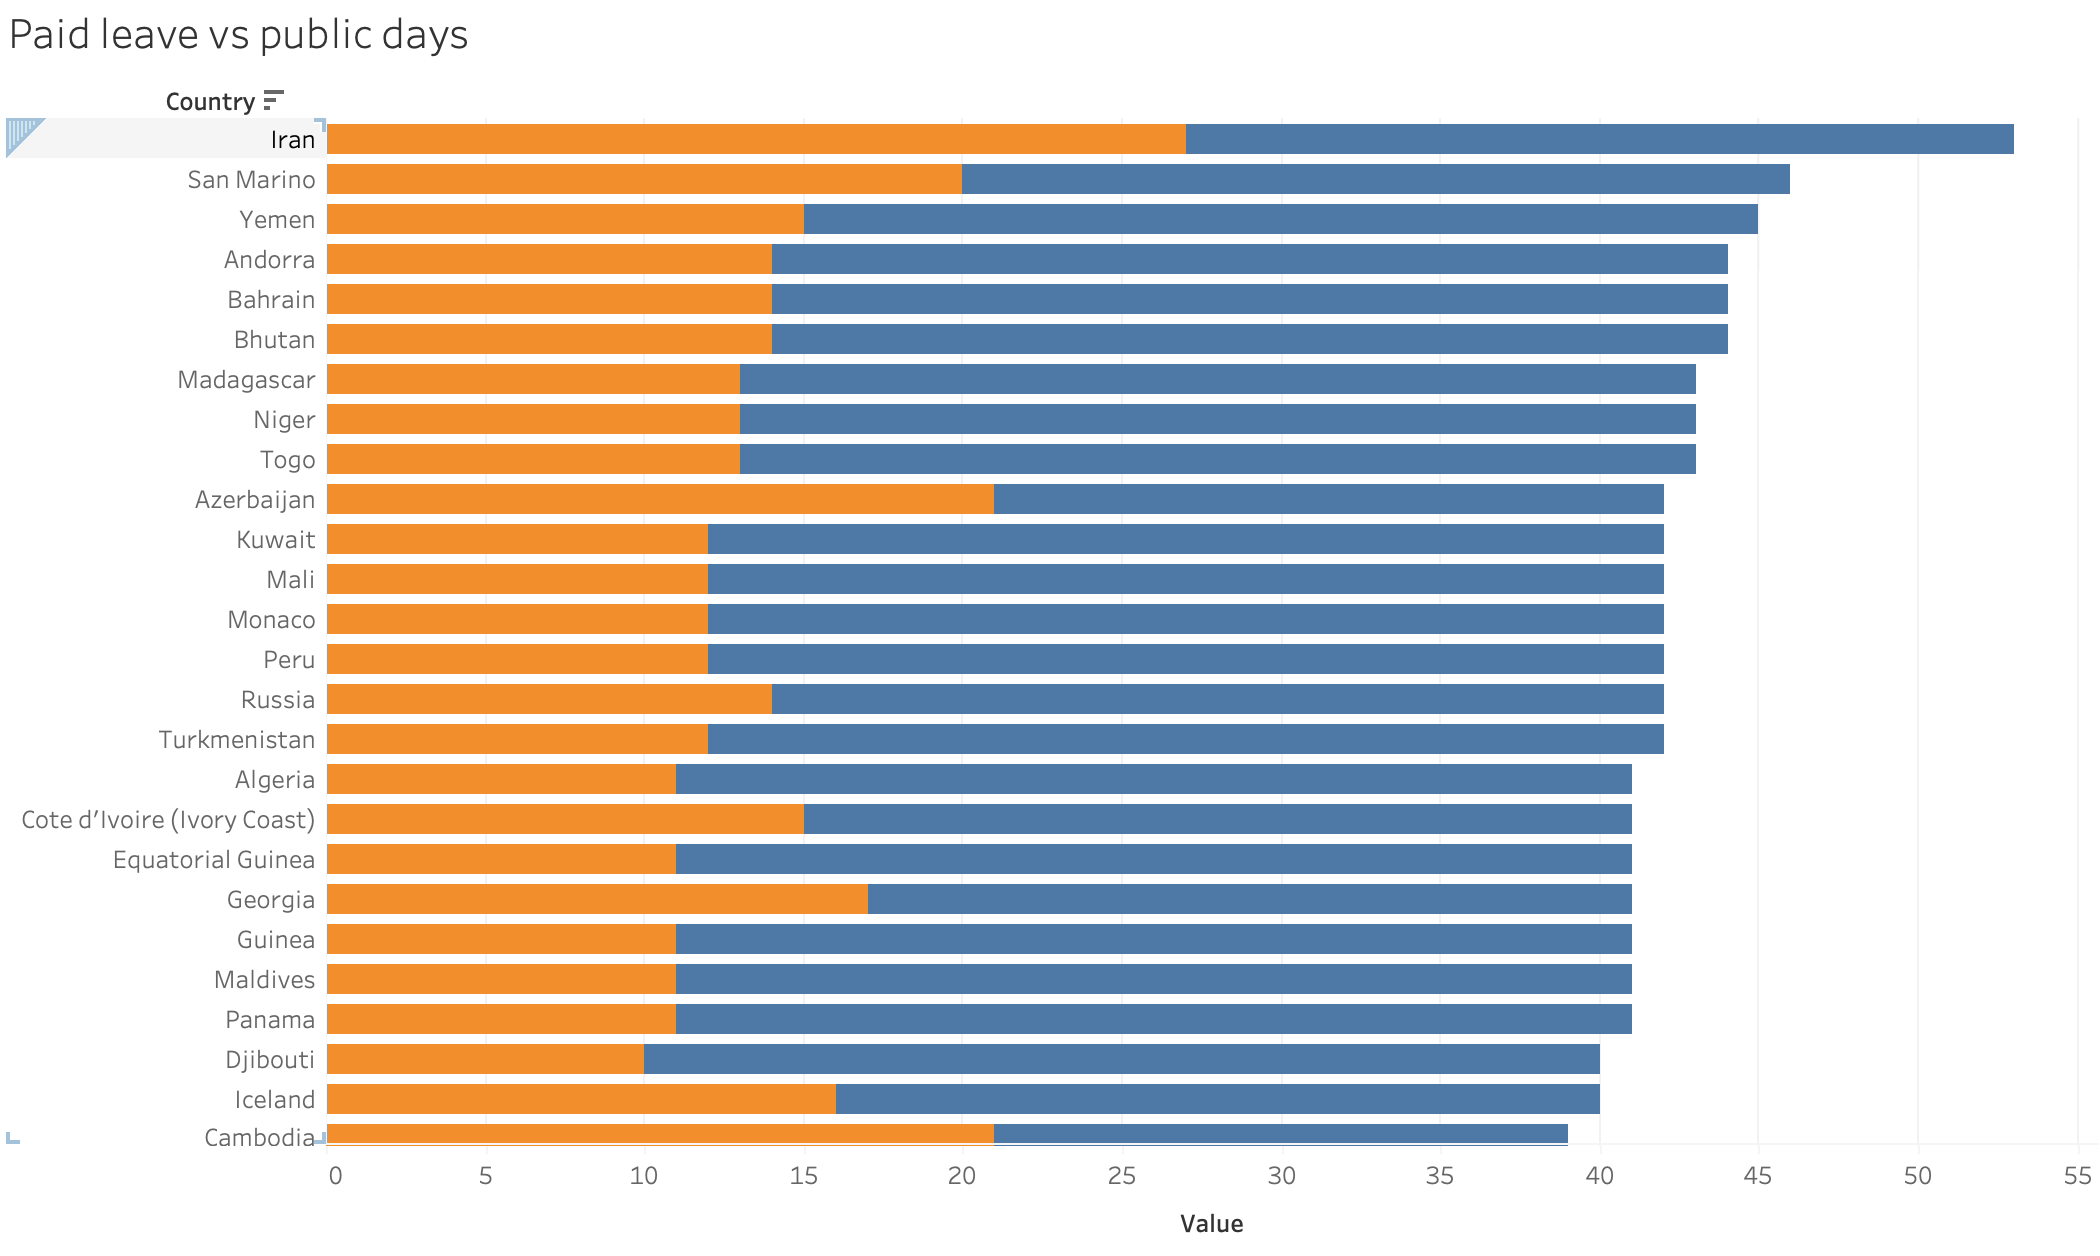 Paid leave vs public days
Country
Iran
San Marino
Yemen
Andorra
Bahrain
Bhutan
Madagascar
Niger
Togo
Azerbaijan
Kuwait
Mali
Monaco
Peru
Russia
Turkmenistan
Algeria
Cote d’Ivoire (Ivory Coast)
Equatorial Guinea
Georgia
Guinea
Maldives
Panama
Djibouti
Iceland
Cambodia
0 5 10 15 20 25 30 35 40 45 50 55
Value